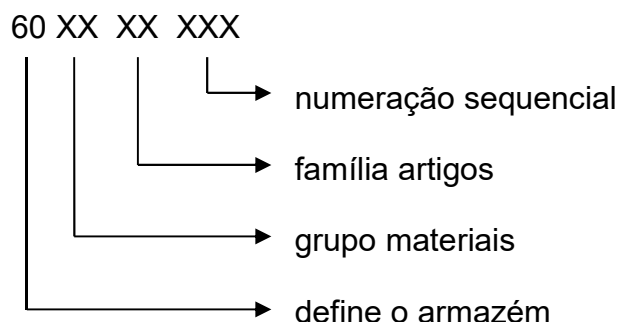 60 XX XX XXX
numeração sequencial
família artigos
grupo materiais
define o armazém